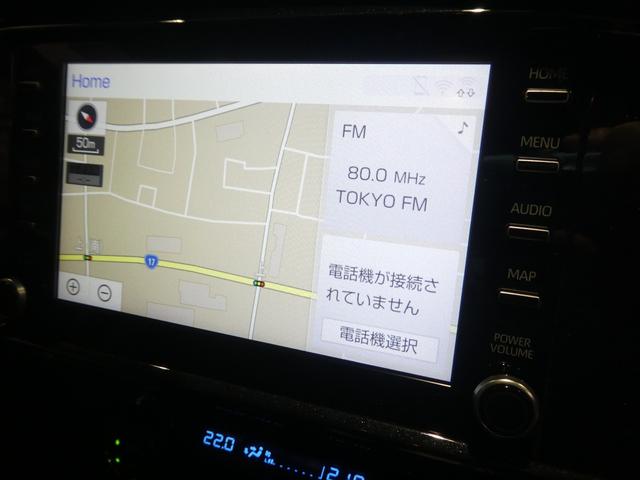 Home
50m
17
FM
80.0 MHz
TOKYO FM
電話機が接続さ
れていません
電話機選択
HOME
MENU
AUDIO
MAP
POWER
VOLUME
22.0